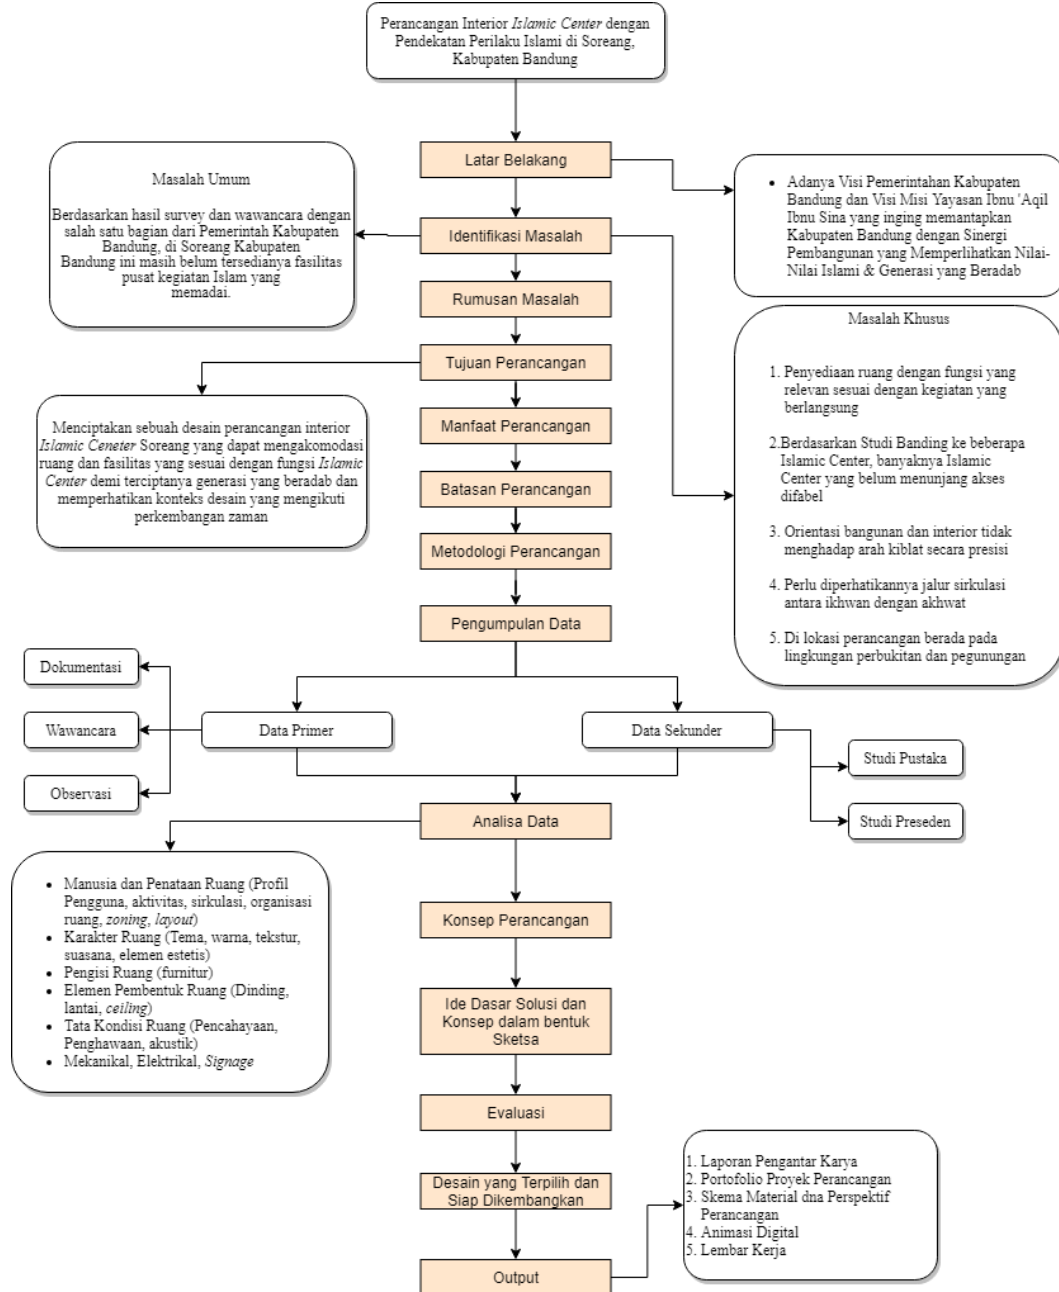 Perancangan Interior Islamic Center dengan
Pendekatan Perilaku Islami di Soreang,
Kabupaten Bandung
Latar Belakang
Masalah Umum
Berdasarkan hasil survey dan wawancara dengan
salah satu bagian dari Pemerintah Kabupaten
Bandung, di Soreang Kabupaten
Bandung ini masih belum tersedianya fasilitas
pusat kegiatan Islam yang
memadai.
• Adanya Visi Pemerintahan Kabupaten
Bandung dan Visi Misi Yayasan Ibnu 'Aqil
Ibnu Sina yang inging memantapkan
Kabupaten Bandung dengan Sinergi
Pembangunan yang Memperlihatkan Nilai-
Nilai Islami & Generasi yang Beradab
Identifikasi Masalah
Rumusan Masalah
Masalah Khusus
1. Penyediaan ruang dengan fungsi yang
relevan sesuai dengan kegiatan yang
berlangsung
2.Berdasarkan Studi Banding ke beberapa
Islamic Center, banyaknya Islamic
Center yang belum menunjang akses
difabel
3. Orientasi bangunan dan interior tidak
menghadap arah kiblat secara presisi
4. Perlu diperhatikannya jalur sirkulasi
antara ikhwan dengan akhwat
5. Di lokasi perancangan berada pada
lingkungan perbukitan dan pegunungan
Tujuan Perancangan
Menciptakan sebuah desain perancangan interior
Islamic Ceneter Soreang yang dapat mengakomodasi
ruang dan fasilitas yang sesuai dengan fungsi Islamic
Center demi terciptanya generasi yang beradab dan
memperhatikan konteks desain yang mengikuti
perkembangan zaman
Manfaat Perancangan
Batasan Perancangan
Metodologi Perancangan
Pengumpulan Data
Dokumentasi
Wawancara
Observasi
Data Primer
Data Sekunder
Studi Pustaka
Studi Preseden
Analisa Data
• Manusia dan Penataan Ruang (Profil
Pengguna, aktivitas, sirkulasi, organisasi
ruang, zoning, layout)
• Karakter Ruang (Tema, warna, tekstur,
suasana, elemen estetis)
• Pengisi Ruang (furnitur)
• Elemen Pembentuk Ruang (Dinding,
lantai, ceiling)
• Tata Kondisi Ruang (Pencahayaan,
Penghawaan, akustik)
• Mekanikal, Elektrikal, Signage
Konsep Perancangan
Ide Dasar Solusi dan
Konsep dalam bentuk
Sketsa
Evaluasi
Desain yang Terpilih dan
Siap Dikembangkan
Output
1. Laporan Pengantar Karya
2. Portofolio Proyek Perancangan
3. Skema Material dna Perspektif
Perancangan
4. Animasi Digital
5. Lembar Kerja